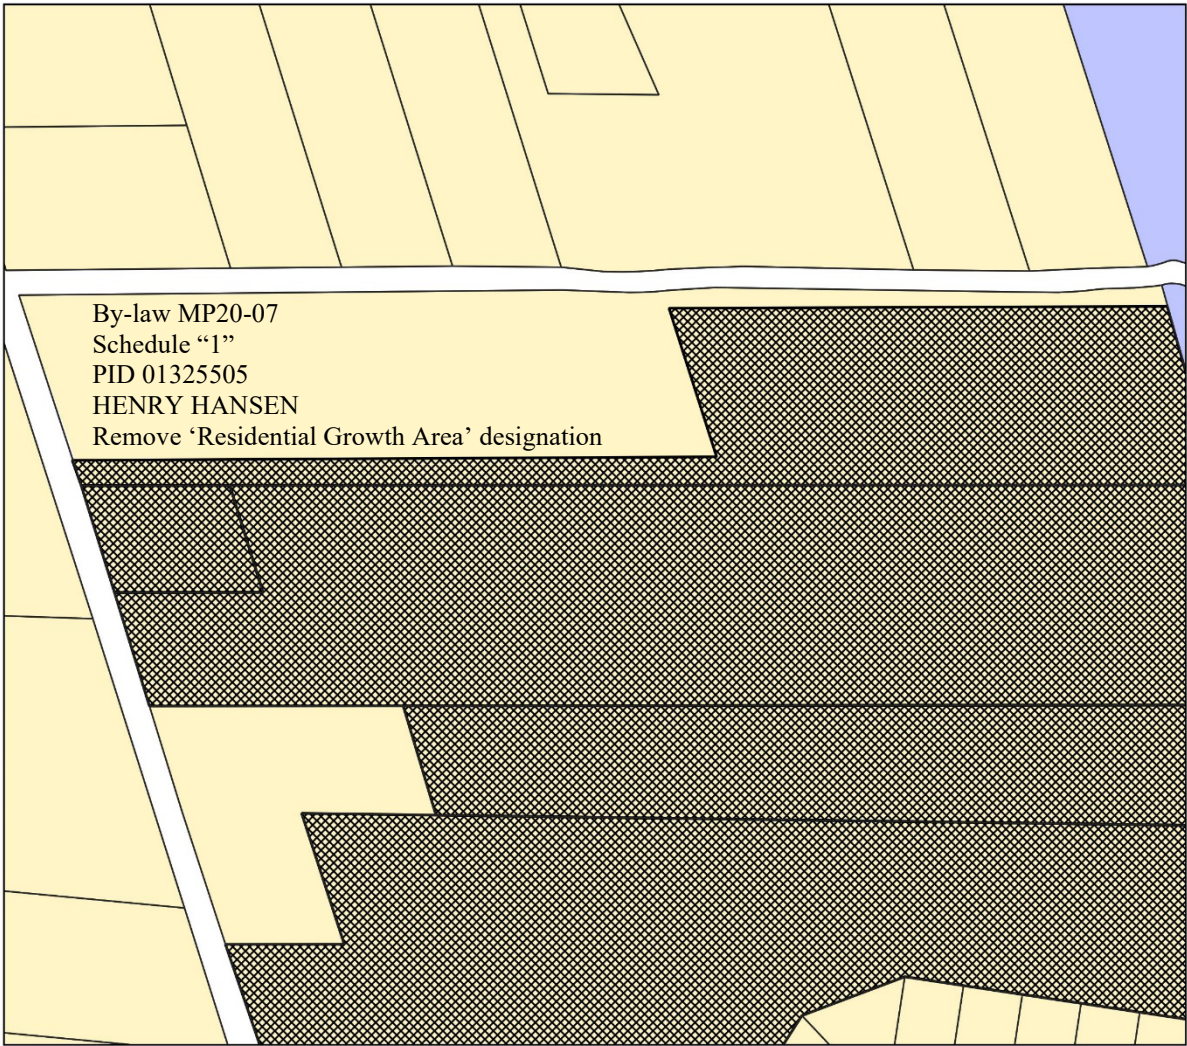 By-law MP20-07
Schedule “1”
PID 01325505
HENRY HANSEN
Remove ‘Residential Growth Area’ designation